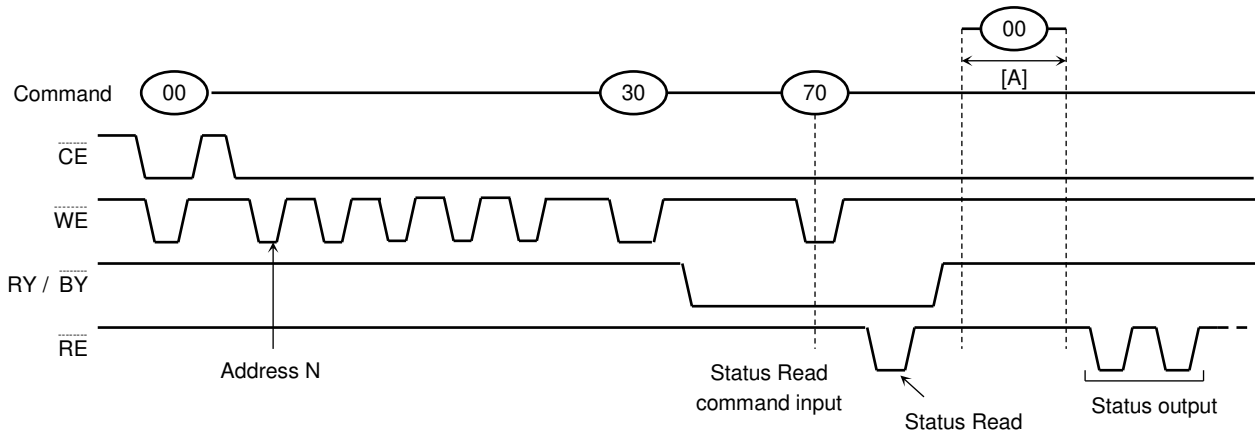 00
[A]
Command 00 30 70
CE
WE
RY / BY
RE
Address N
Status Read
command input
Status Read
Status output